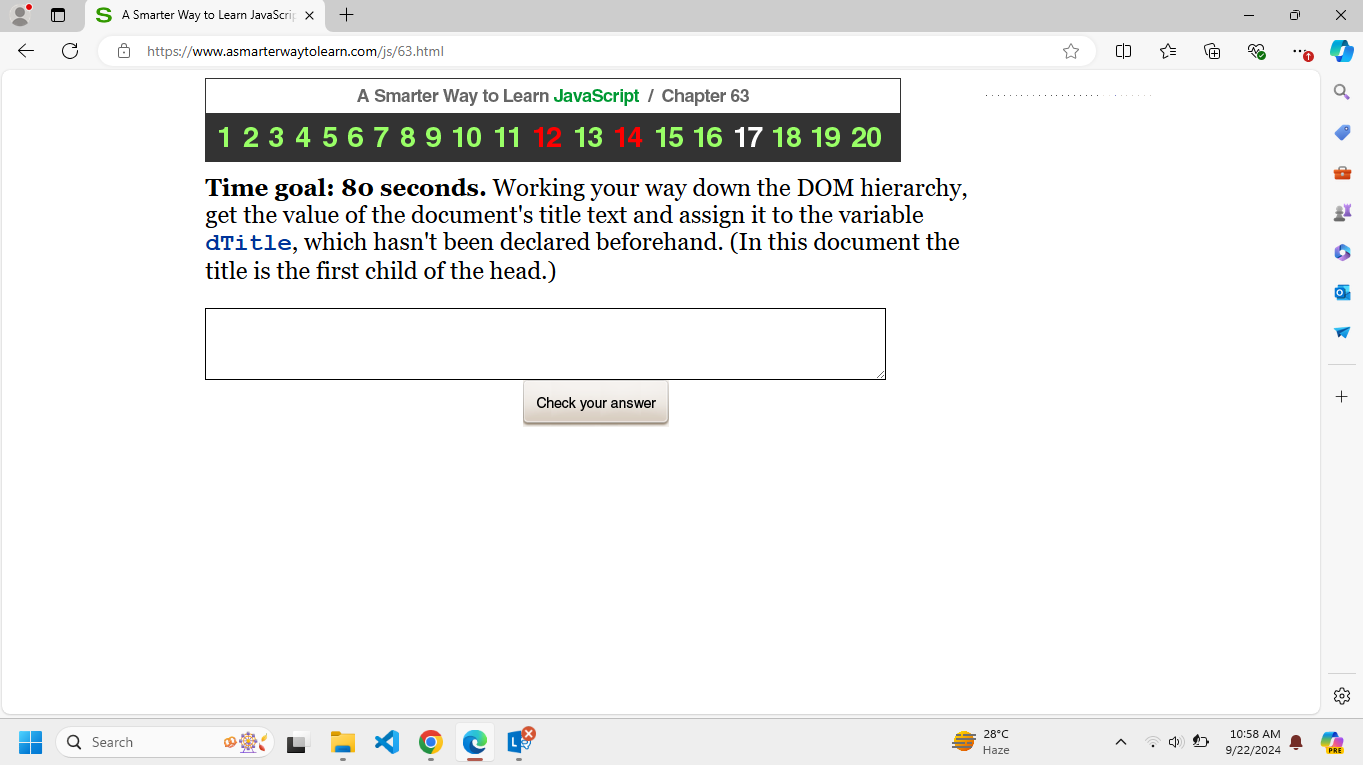 A Smarter Way to Learn JavaScrip
https://www.asmarterwaytolearn.com/js/63.html
A Smarter Way to Learn JavaScript / Chapter 63
1 2 3 4 5 6 7 8 9 10 11 12 13 14 15 16 17 18 19 20
Time goal: 80 seconds. Working your way down the DOM hierarchy,
get the value of the document's title text and assign it to the variable
dTitle, which hasn't been declared beforehand. (In this document the
title is the first child of the head.)
Check your answer
Search
28°C
Haze
10:58 AM
9/22/2024
PRE